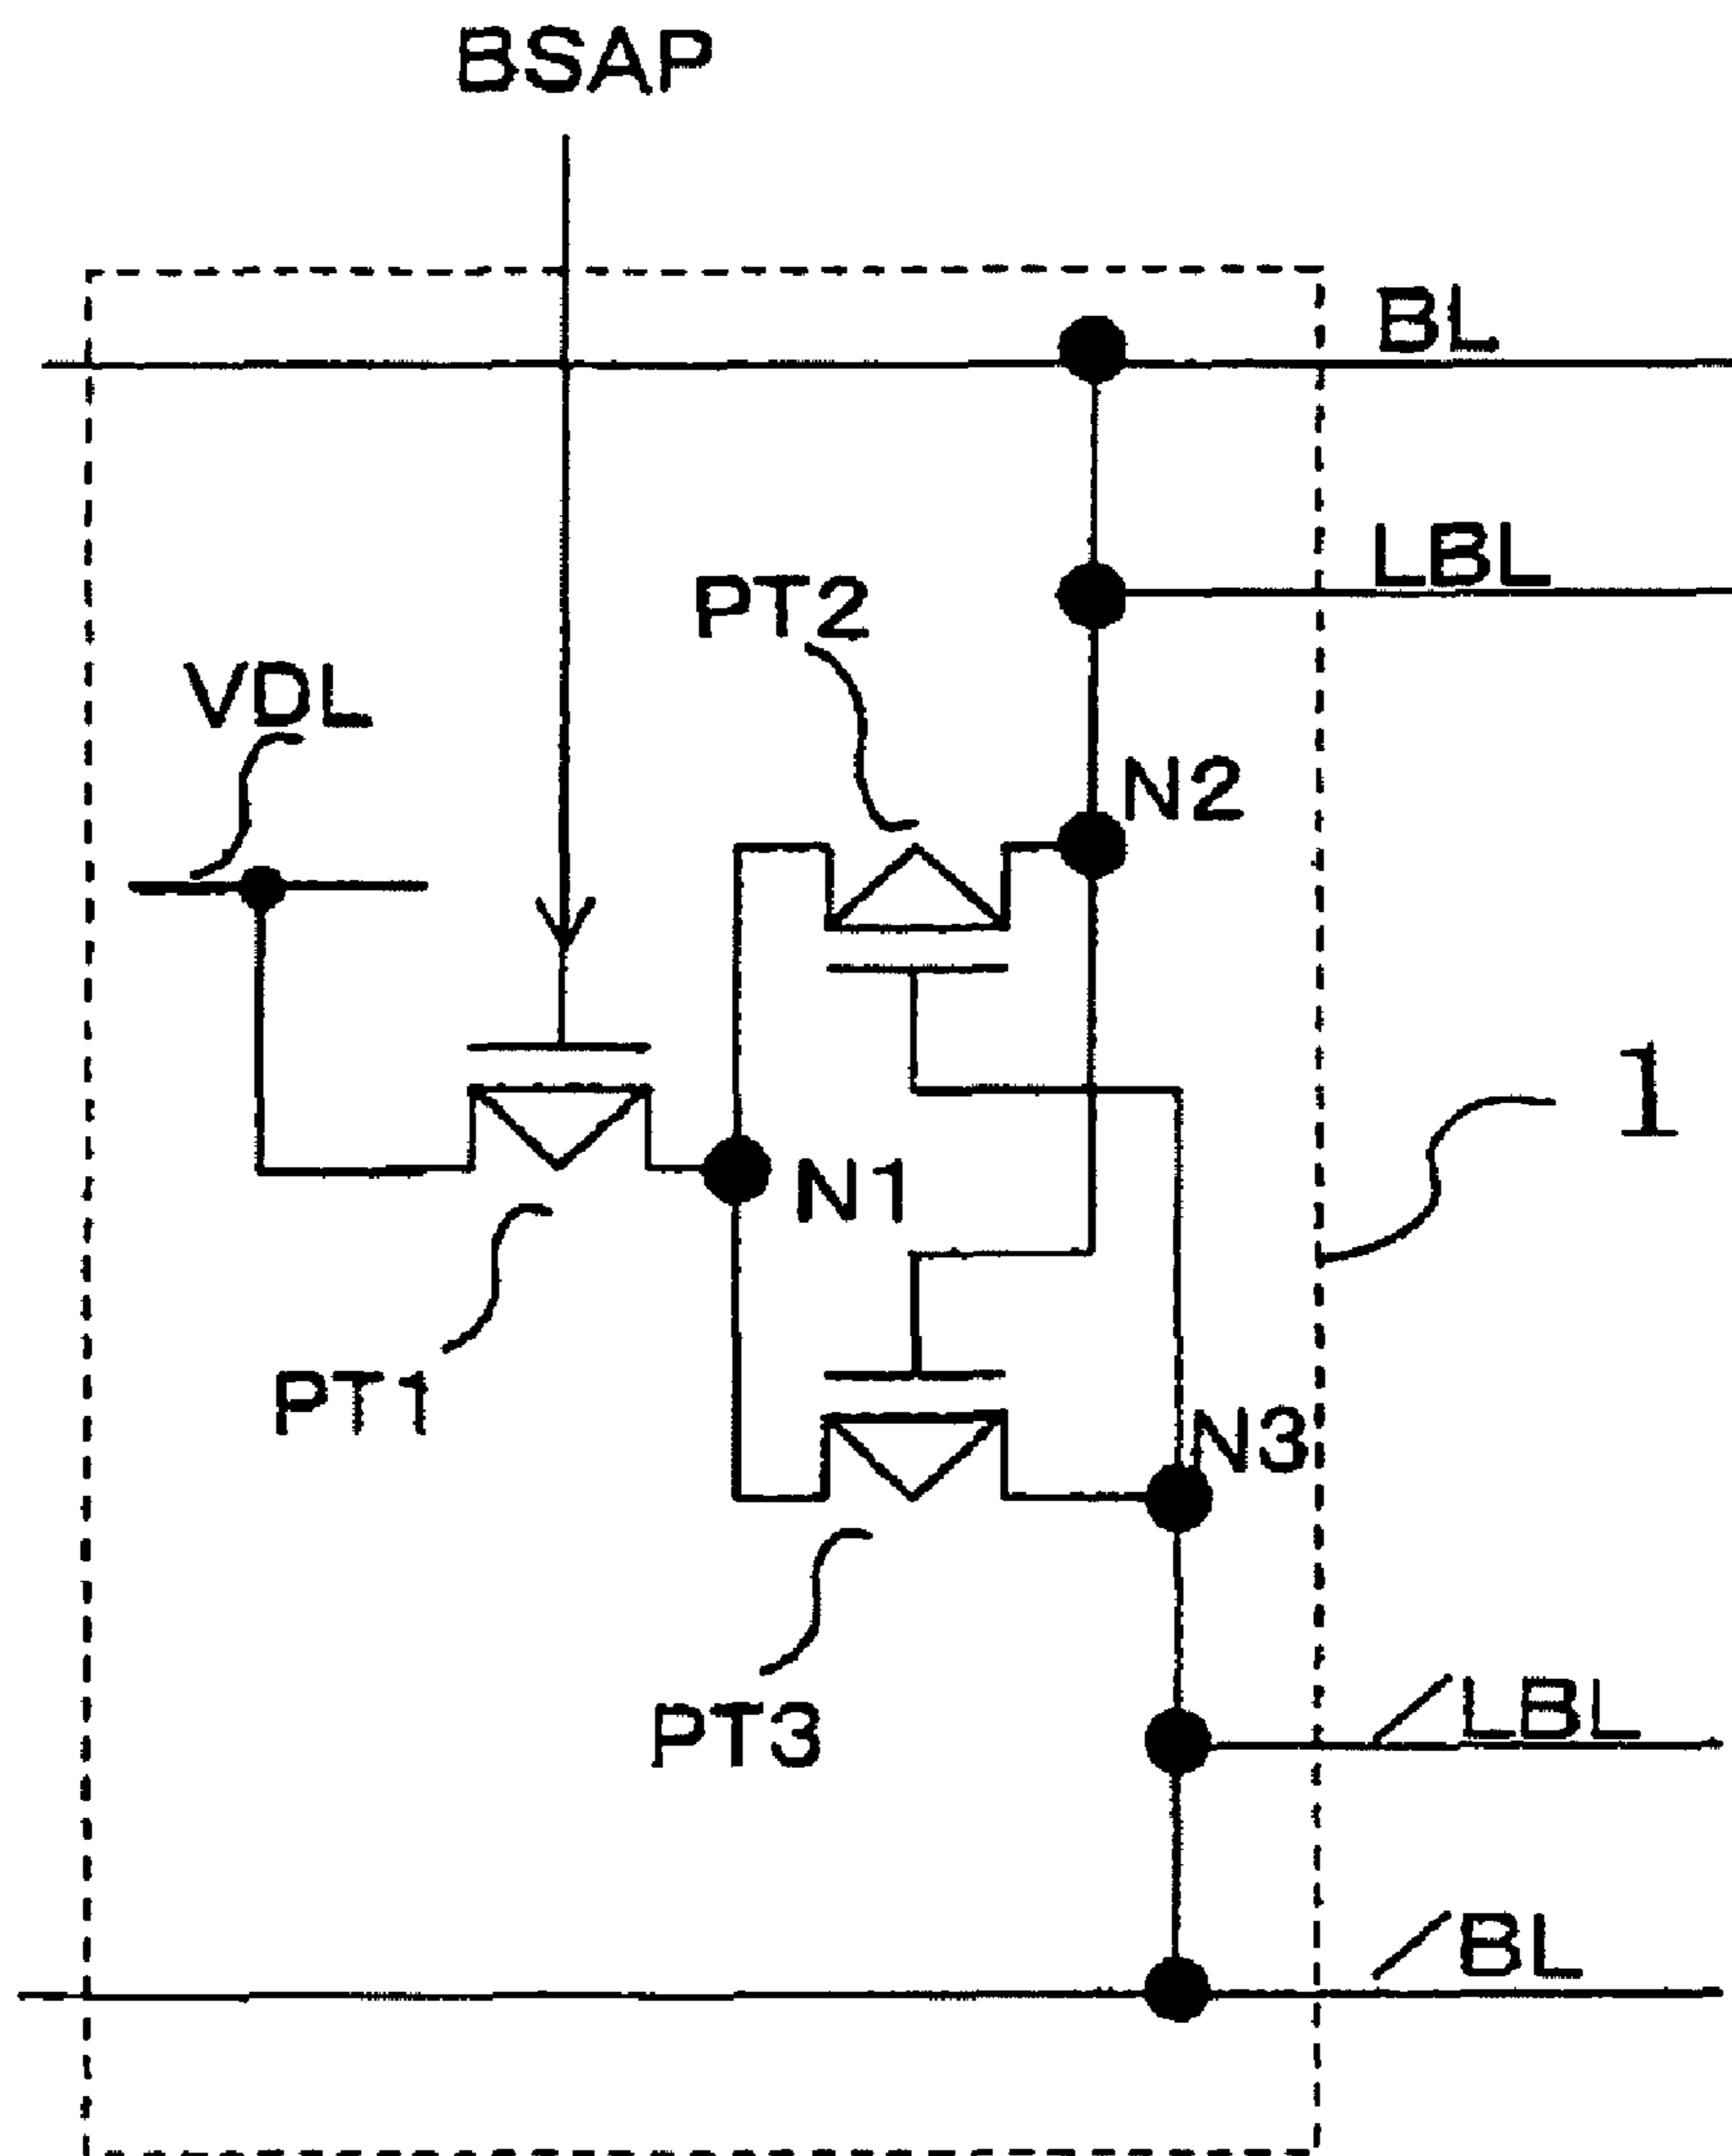 BSAP
BL
LBL
PT2
VDL
N2
1
N1
PT1
N3
PT3
/LBL
/BL